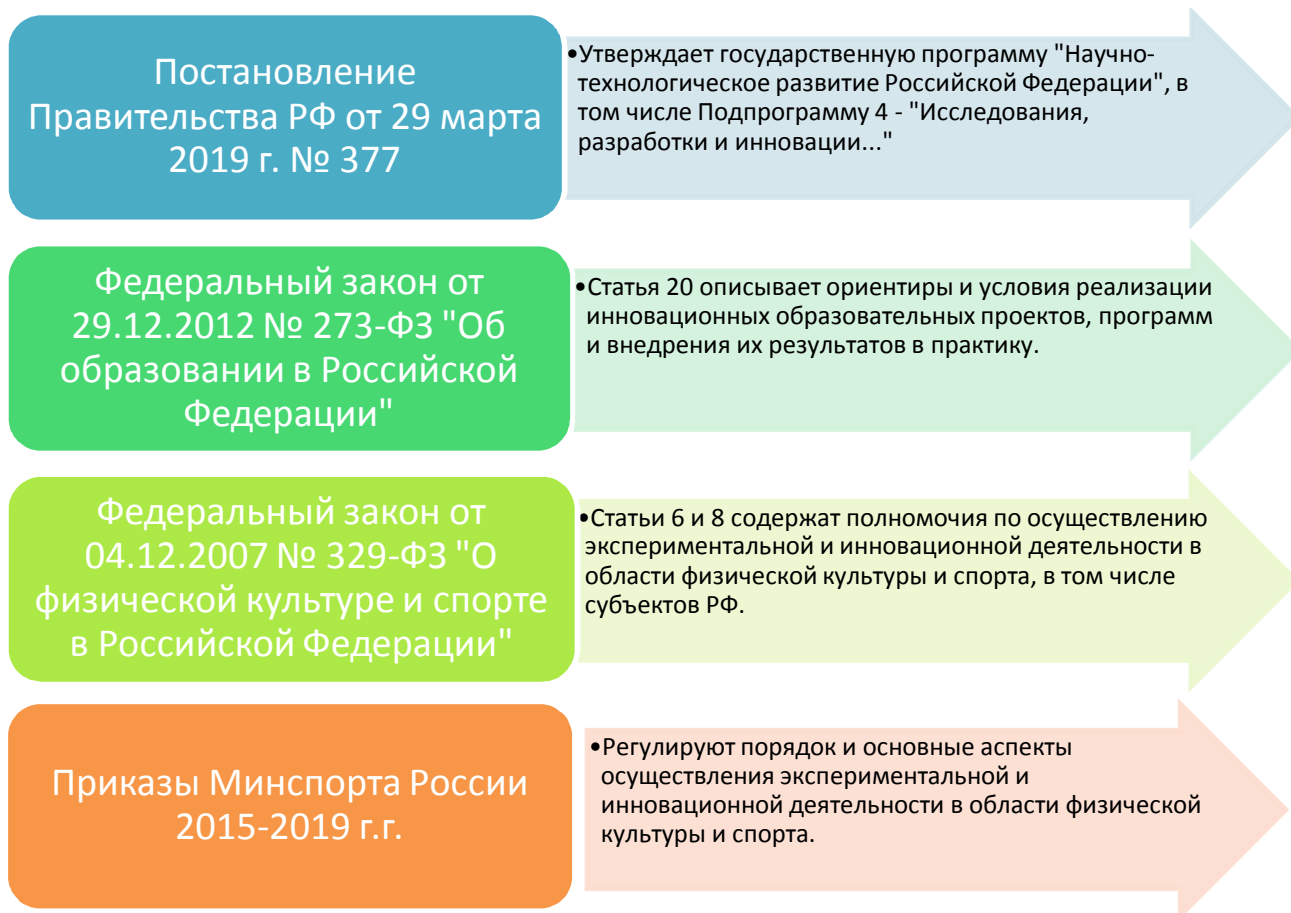 Постановление
Правительства РФ от 29 марта
2019 г. № 377
•Утверждает государственную программу "Научно-
технологическое развитие Российской Федерации", в
том числе Подпрограмму 4 - "Исследования,
разработки и инновации..."
Федеральный закон от
29.12.2012 № 273-ФЗ "Об
образовании в Российской
Федерации"
•Статья 20 описывает ориентиры и условия реализации
инновационных образовательных проектов, программ
и внедрения их результатов в практику.
Федеральный закон от
04.12.2007 № 329-ФЗ "О
физической культуре и спорте
в Российской Федерации"
•Статьи 6 и 8 содержат полномочия по осуществлению
экспериментальной и инновационной деятельности в
области физической культуры и спорта, в том числе
субъектов РФ.
Приказы Минспорта России
2015-2019 г.г.
•Регулируют порядок и основные аспекты
осуществления экспериментальной и
инновационной деятельности в области физической
культуры и спорта.